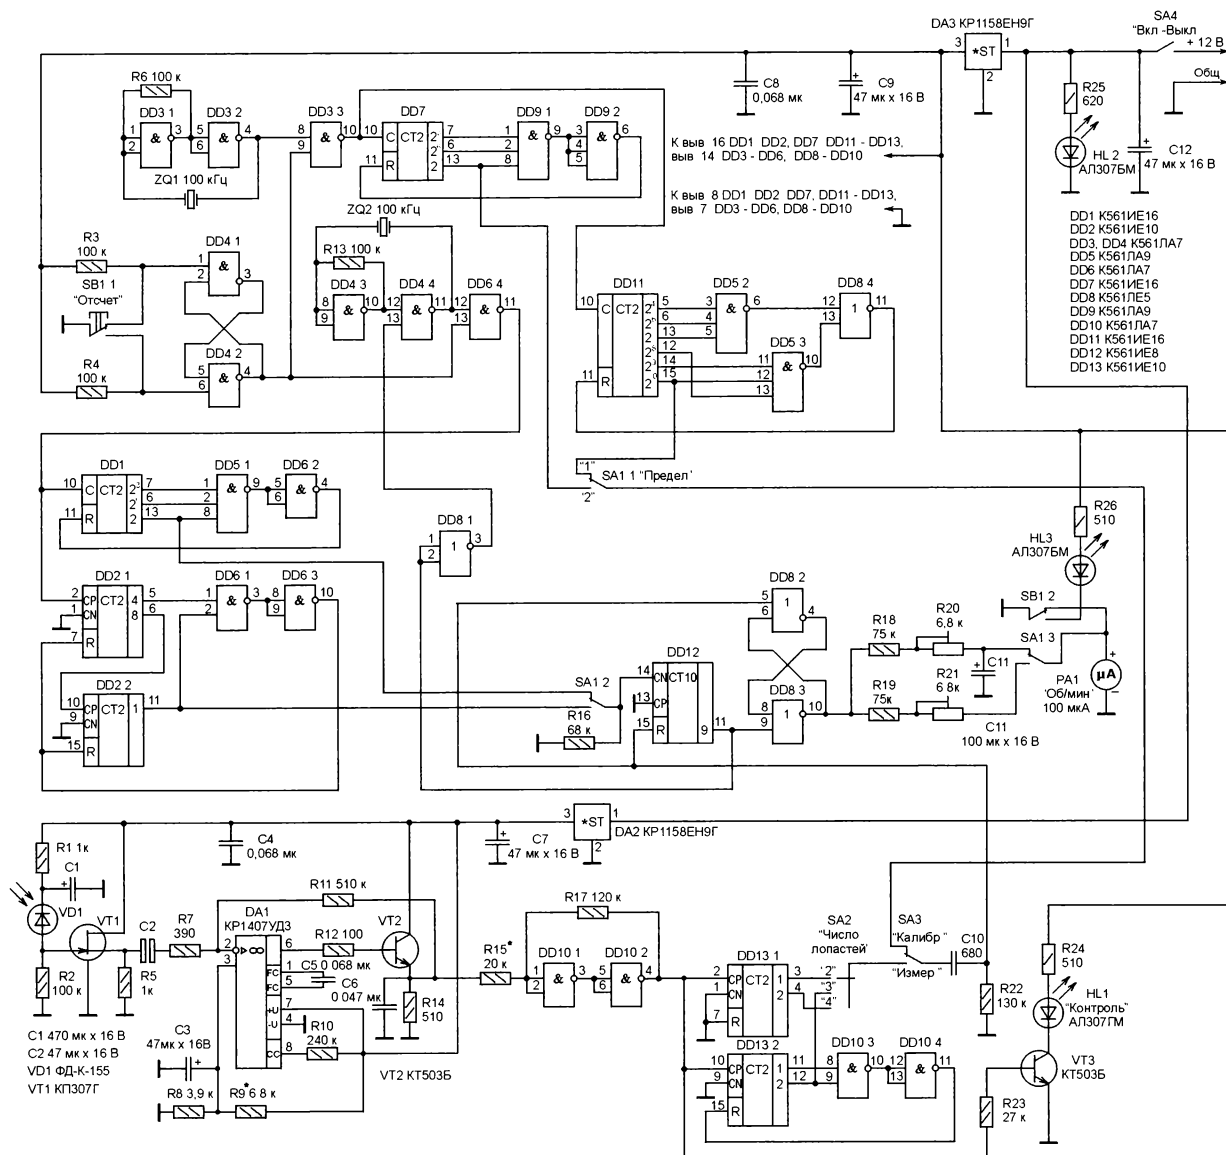 DA3 КР1158ЕН9Г
SA4
"Вкл -Выкл
+ 12 В
Общ
3
*ST
1
2
R6 100 к
DD3 1
DD3 2
DD3 3
DD7
DD9 1
DD9 2
C8
0,068 мк
C9
47 мк х 16 В
R25
620
HL 2
АЛ307БМ
C12
47 мк х 16 В
ZQ1 100 кГц
К выв 16 DD1 DD2, DD7 DD11 - DD13,
выв 14 DD3 - DD6, DD8 - DD10
К выв 8 DD1 DD2 DD7, DD11 - DD13,
выв 7 DD3 - DD6, DD8 - DD10
ZQ2 100 кГц
R13 100 к
R3
100 к
SB1 1
"Отсчет"
R4
100 к
DD4 1
DD4 2
DD4 3
DD4 4
DD6 4
DD11
DD5 2
DD8 4
DD5 3
DD1 К561ИЕ16
DD2 К561ИЕ10
DD3, DD4 К561ЛА7
DD5 К561ЛА9
DD6 К561ЛА7
DD7 К561ИЕ16
DD8 К561ЛЕ5
DD9 К561ЛА9
DD10 К561ЛА7
DD11 К561ИЕ16
DD12 К561ИЕ8
DD13 К561ИЕ10
"1"
SA1 1 "Предел'
'2"
DD1
DD5 1
DD6 2
DD8 1
R26
510
HL3
АЛ307БМ
DD2 1
DD6 1
DD6 3
DD8 2
SB1 2
R18
75 к
R20
6,8 к
SA1 3
DD2 2
SA1 2
R16
68 к
DD12
DD8 3
R19
75к
R21
6 8к
C11
PA1
'Об/мин'
100 мкА
C11
100 мк х 16 В
3
*ST
1
2
DA2 КР1158ЕН9Г
R1 1к
C1
VD1
VT1
C2
R7
390
R2
100 к
R5
1к
C4
0,068 мк
C7
47 мк х 16 В
R11 510 к
DA1
КР1407УД3
R12 100
VT2
C5 0 068 мк
C6
0 047 мк
R14
510
R10
240 к
R15*
20 к
R17 120 к
DD10 1
DD10 2
SA2
"Число
лопастей'
SA3
"Калибр "
"Измер "
C10
680
R22
130 к
R24
510
HL1
"Контроль"
АЛ307ГМ
VT3
КТ503Б
R23
27 к
C1 470 мк х 16 В
C2 47 мк х 16 В
VD1 ФД-К-155
VT1 КП307Г
C3
47мк х 16В
R8 3,9 к
R9*6 8 к
VT2 КТ503Б
DD13 1
'2"
"3"
"4"
DD13 2
DD10 3
DD10 4